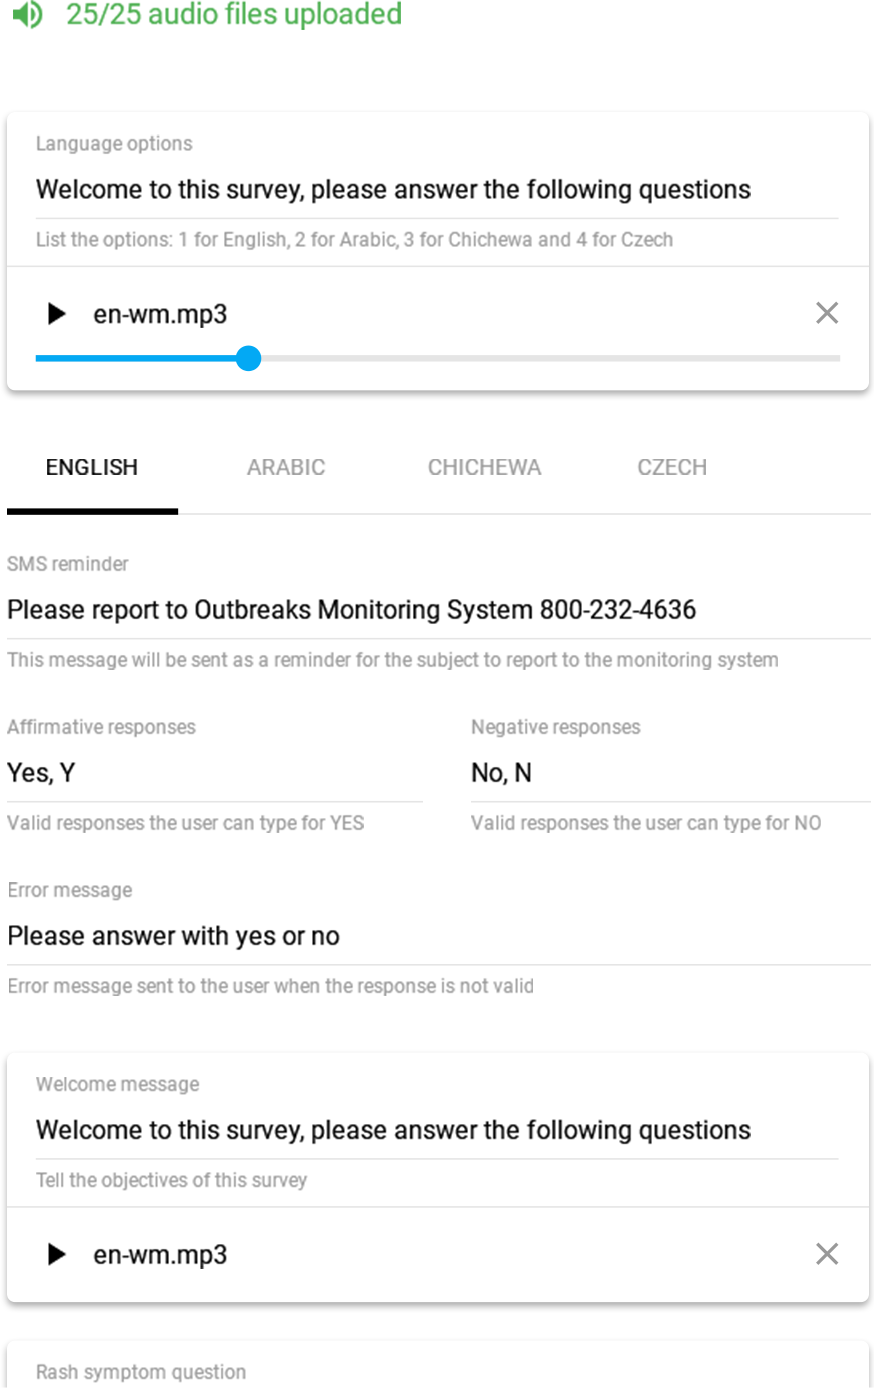 25/25 audio files uploaded
Language options
Welcome to this survey, please answer the following questions
List the options: 1 for English, 2 for Arabic, 3 for Chichewa and 4 for Czech
en-wm.mp3
ENGLISH ARABIC CHICHEWA CZECH
SMS reminder
Please report to Outbreaks Monitoring System 800-232-4636
This message will be sent as a reminder for the subject to report to the monitoring system
Affirmative responses Negative responses
Yes, Y No, N
Valid responses the user can type for YES Valid responses the user can type for NO
Error message
Please answer with yes or no
Error message sent to the user when the response is not valid
Welcome message
Welcome to this survey, please answer the following questions
Tell the objectives of this survey
en-wm.mp3
Rash symptom question